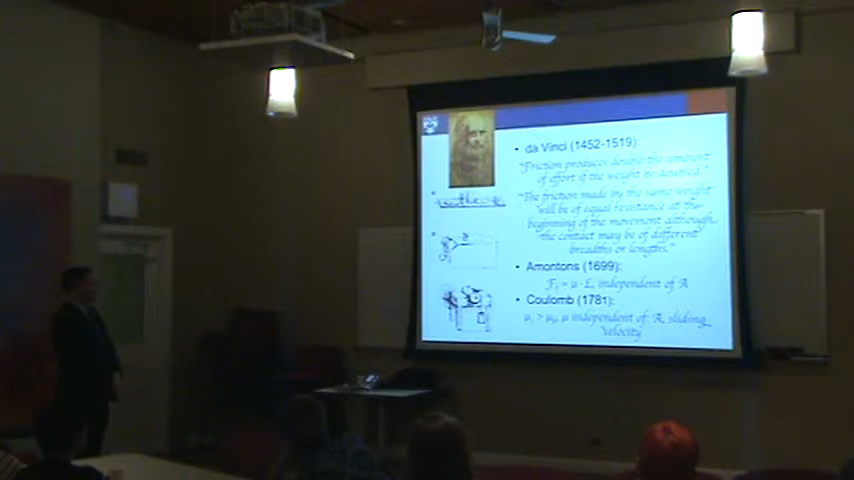 • da Vinci (1452-1519):
"Friction produces double the amount
of effort if the weight be doubled."
"The friction made by the same weight
will be of equal resistance at the
beginning of the movement although
the contact may be of different
breadths or lengths."
• Amontons (1699):
= μ · L, independent of A
• Coulomb (1781):
μ independent of: A, sliding
velocity